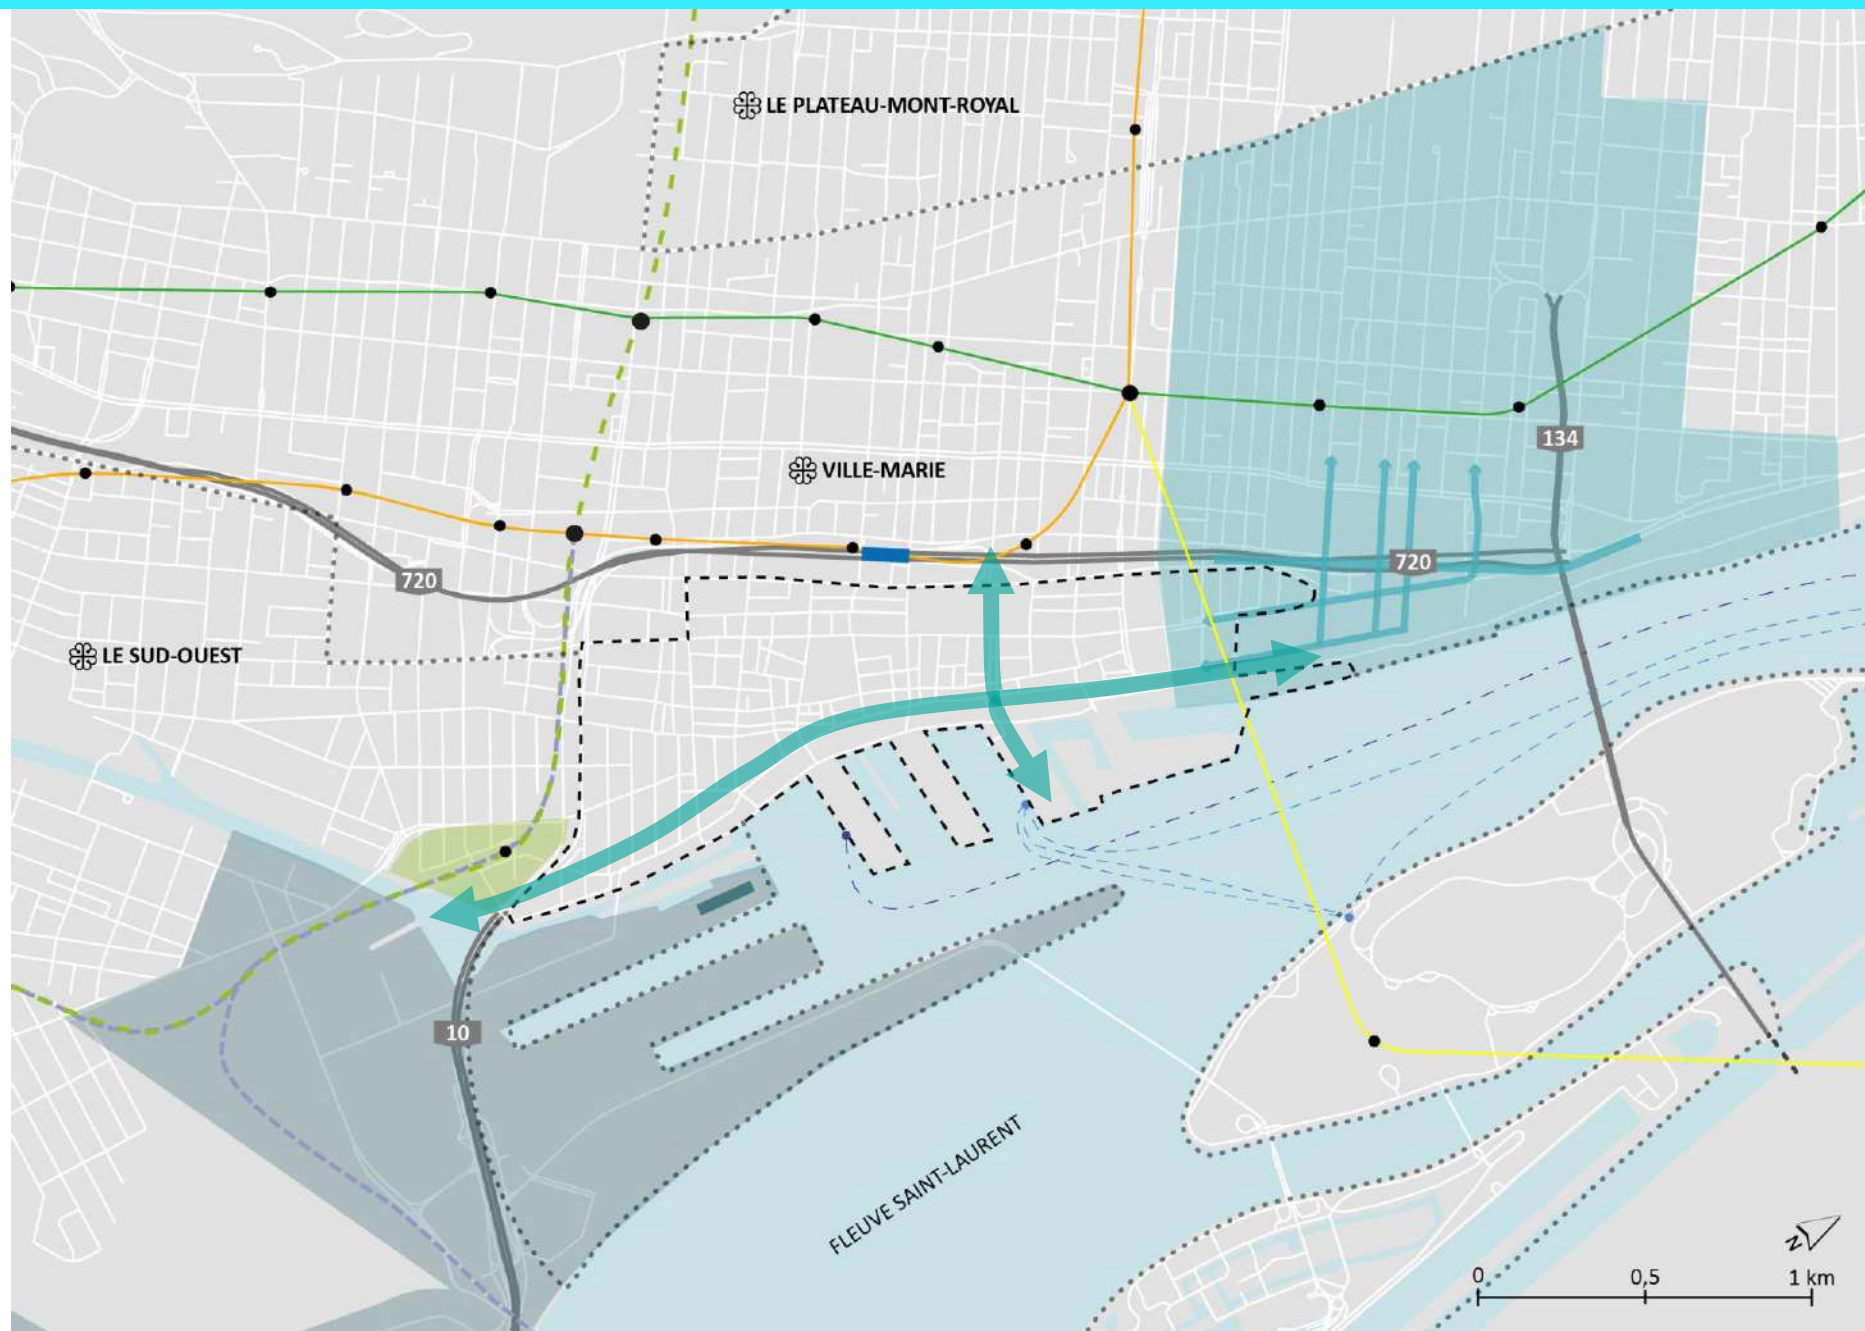 LE PLATEAU-MONT-ROYAL
134
VILLE-MARIE
720
720
LE SUD-OUEST
10
FLEUVE SAINT-LAURENT
N
0 0,5 1 km